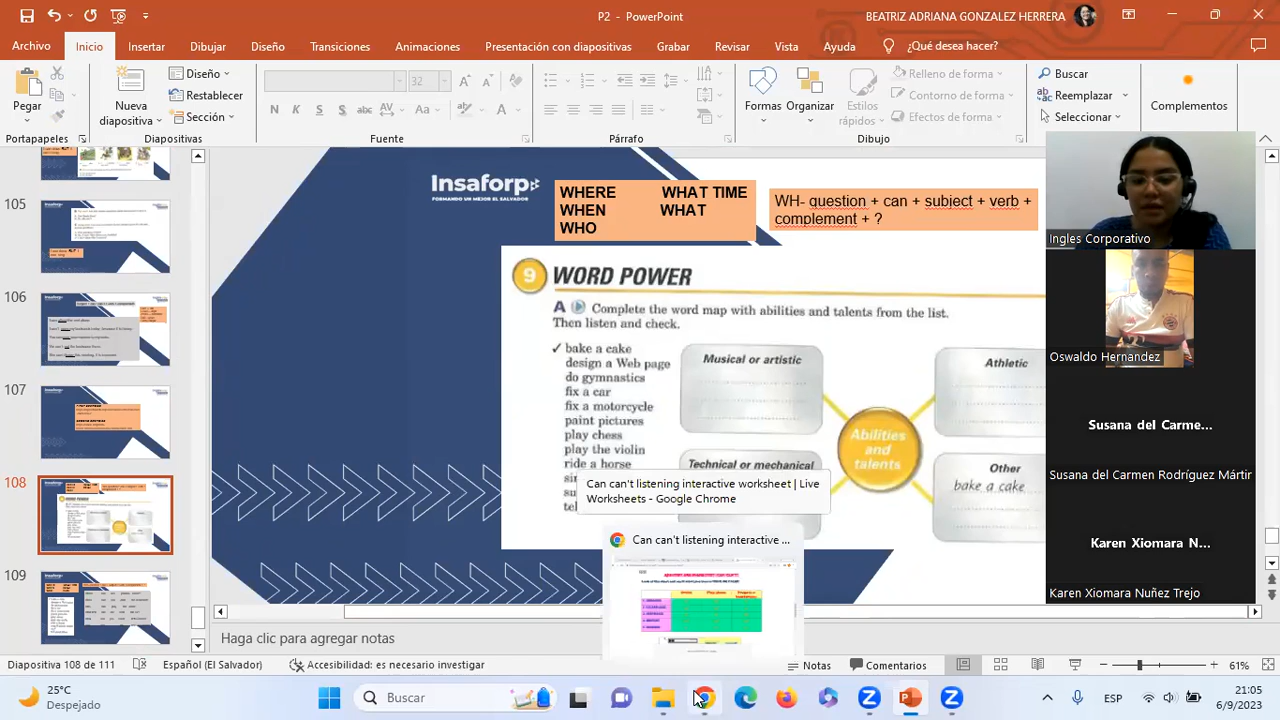 P2 - PowerPoint
BEATRIZ ADRIANA GONZALEZ HERRERA
Archivo Inicio Insertar Dibujar Diseño Transiciones Animaciones Presentación con diapositivas Grabar Revisar Vista Ayuda ¿Qué desea hacer?
Pegar
Portapapeles
Nueva diapositiva
Diseño
Restablecer
Sección
Diapositivas
32
N K S
Aa
A
Fuente
Párrafo
Formas
Organizar
Estilos rápidos
Relleno de forma
Contorno de forma
Efectos de forma
Dibujo
Buscar
Reemplazar
Seleccionar
Complementos
105
106
107
108
Insaforp
FORMANDO UN MEJOR EL SALVADOR
WHERE WHAT TIME
WHEN WHAT
WHO
WH- question + can + subject + verb +
complement + ?
9 WORD POWER
A Complete the word map with abilities and talents from the list.
Then listen and check.
✓ bake a cake
design a Web page
do gymnastics
fix a car
fix a motorcycle
paint pictures
play chess
play the violin
ride a horse
Musical or artistic
Athletic
Abilities
and
talents
Technical or mechanical
Other
e a cake
Can can't listening interactive worksheet |
Worksheets - Google Chrome
Can can't listening interactive ...
Ingles Corporativo
Oswaldo Hernandez
Susana del Carme...
Susana del Carmen Rodriguez Martir
Karen Xiomara N...
Haga clic para agregar notas
Diapositiva 108 de 111
Español (El Salvador)
Accesibilidad: es necesario investigar
Notas
Comentarios
61%
25°C
Despejado
Buscar
ESP
21:05
6/9/2023